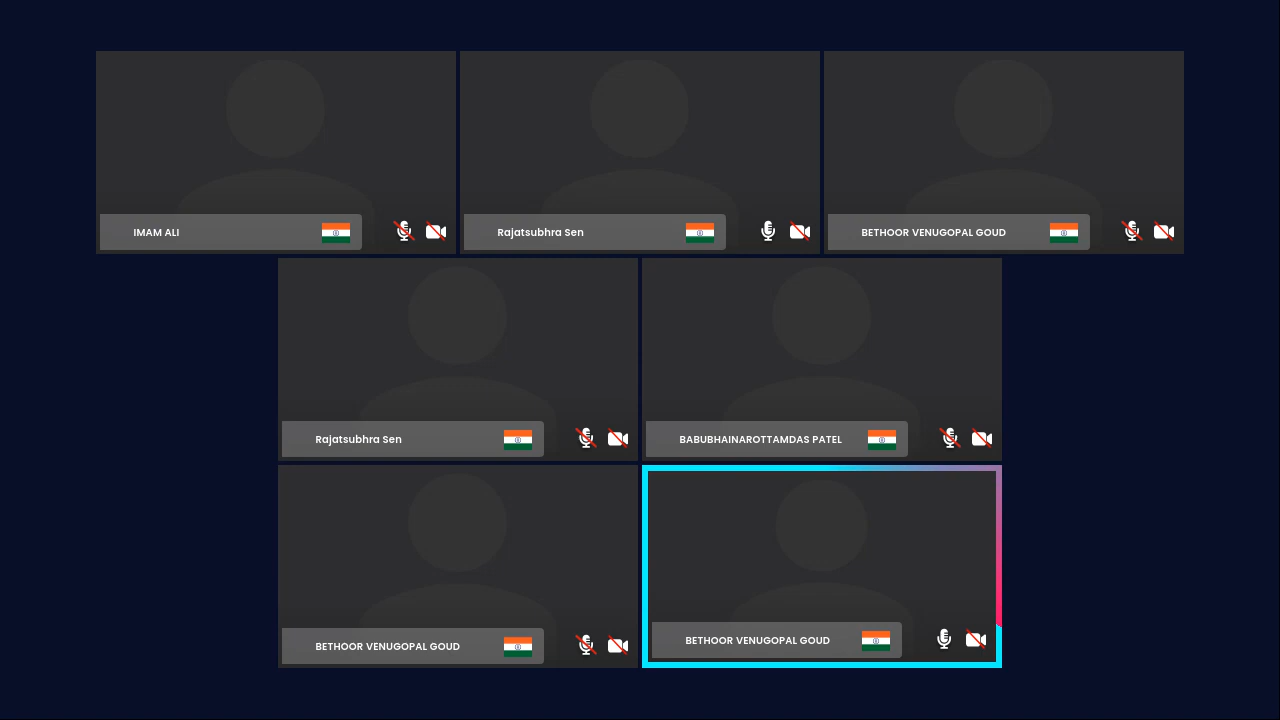 IMAM ALI
Rajatsubhra Sen
BETHOOR VENUGOPAL GOUD
Rajatsubhra Sen
BABUBHAINAROTTAMDAS PATEL
BETHOOR VENUGOPAL GOUD
BETHOOR VENUGOPAL GOUD